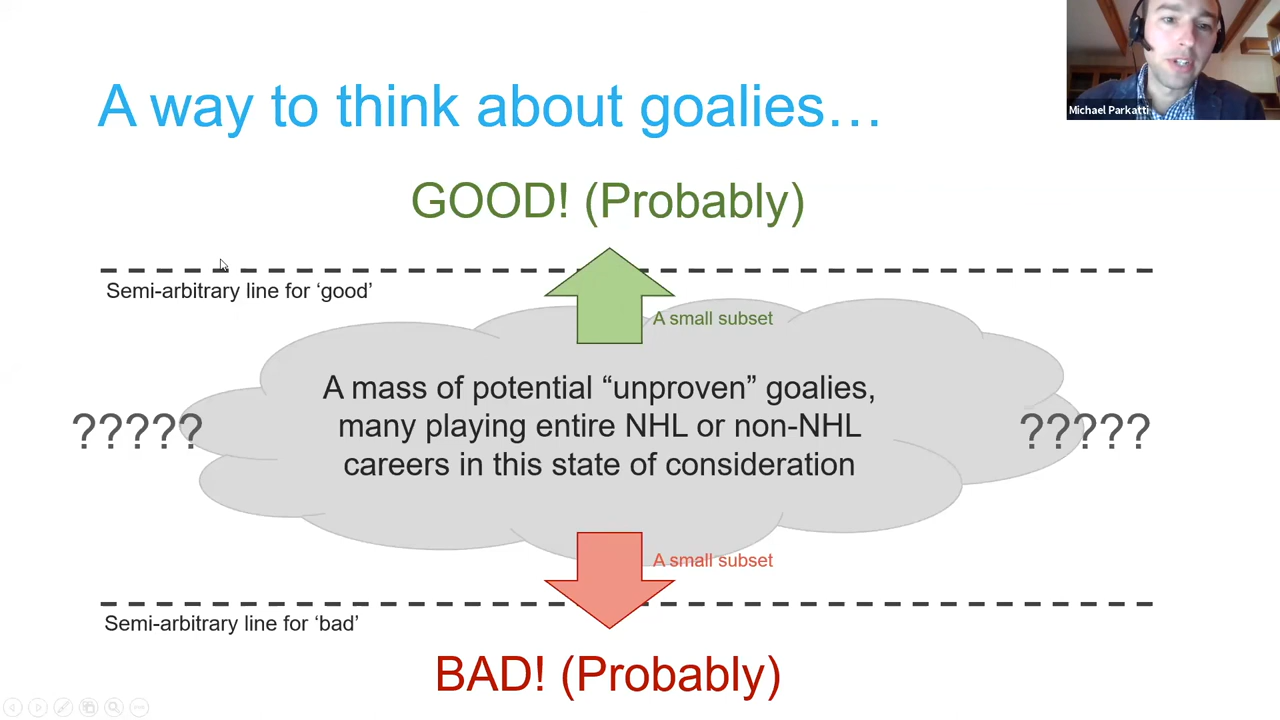 A way to think about goalies…
Michael Parkatti
GOOD! (Probably)
Semi-arbitrary line for ‘good’
A small subset
A mass of potential “unproven” goalies,
many playing entire NHL or non-NHL
careers in this state of consideration
?????
?????
A small subset
Semi-arbitrary line for ‘bad’
BAD! (Probably)